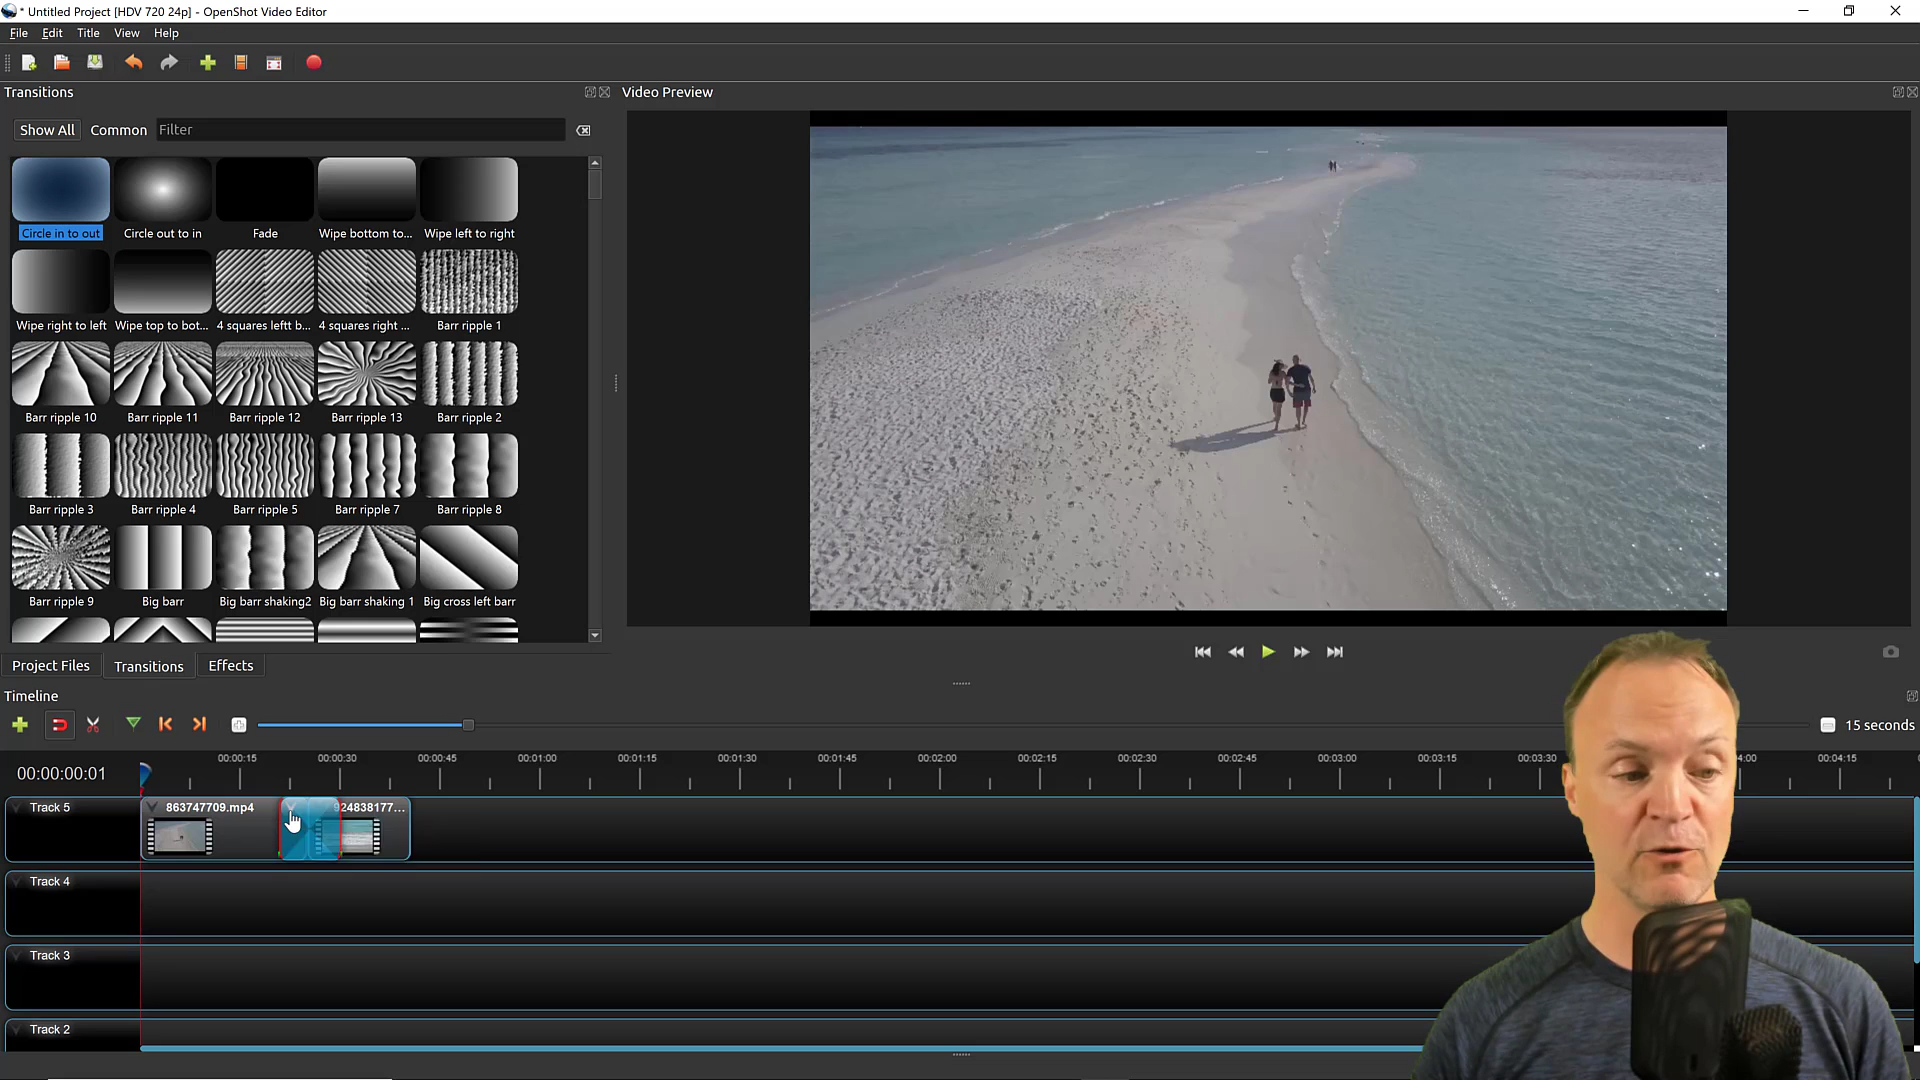 * Untitled Project [HDV 720 24p] - OpenShot Video Editor
File Edit Title View Help
Transitions
Video Preview
Show All Common Filter
Circle in to out Circle out to in Fade Wipe bottom to... Wipe left to right
Wipe right to left Wipe top to bot... 4 squares leftt b... 4 squares right ... Barr ripple 1
Barr ripple 10 Barr ripple 11 Barr ripple 12 Barr ripple 13 Barr ripple 2
Barr ripple 3 Barr ripple 4 Barr ripple 5 Barr ripple 7 Barr ripple 8
Barr ripple 9 Big barr Big barr shaking2 Big barr shaking 1 Big cross left barr
Project Files Transitions Effects
Timeline
15 seconds
00:00:00:01
00:00:15 00:00:30 00:00:45 00:01:00 00:01:15 00:01:30 00:01:45 00:02:00 00:02:15 00:02:30 00:02:45 00:03:00 00:03:15 00:03:30 4:00 00:04:15
Track 5 863747709.mp4 24838177...
Track 4
Track 3
Track 2